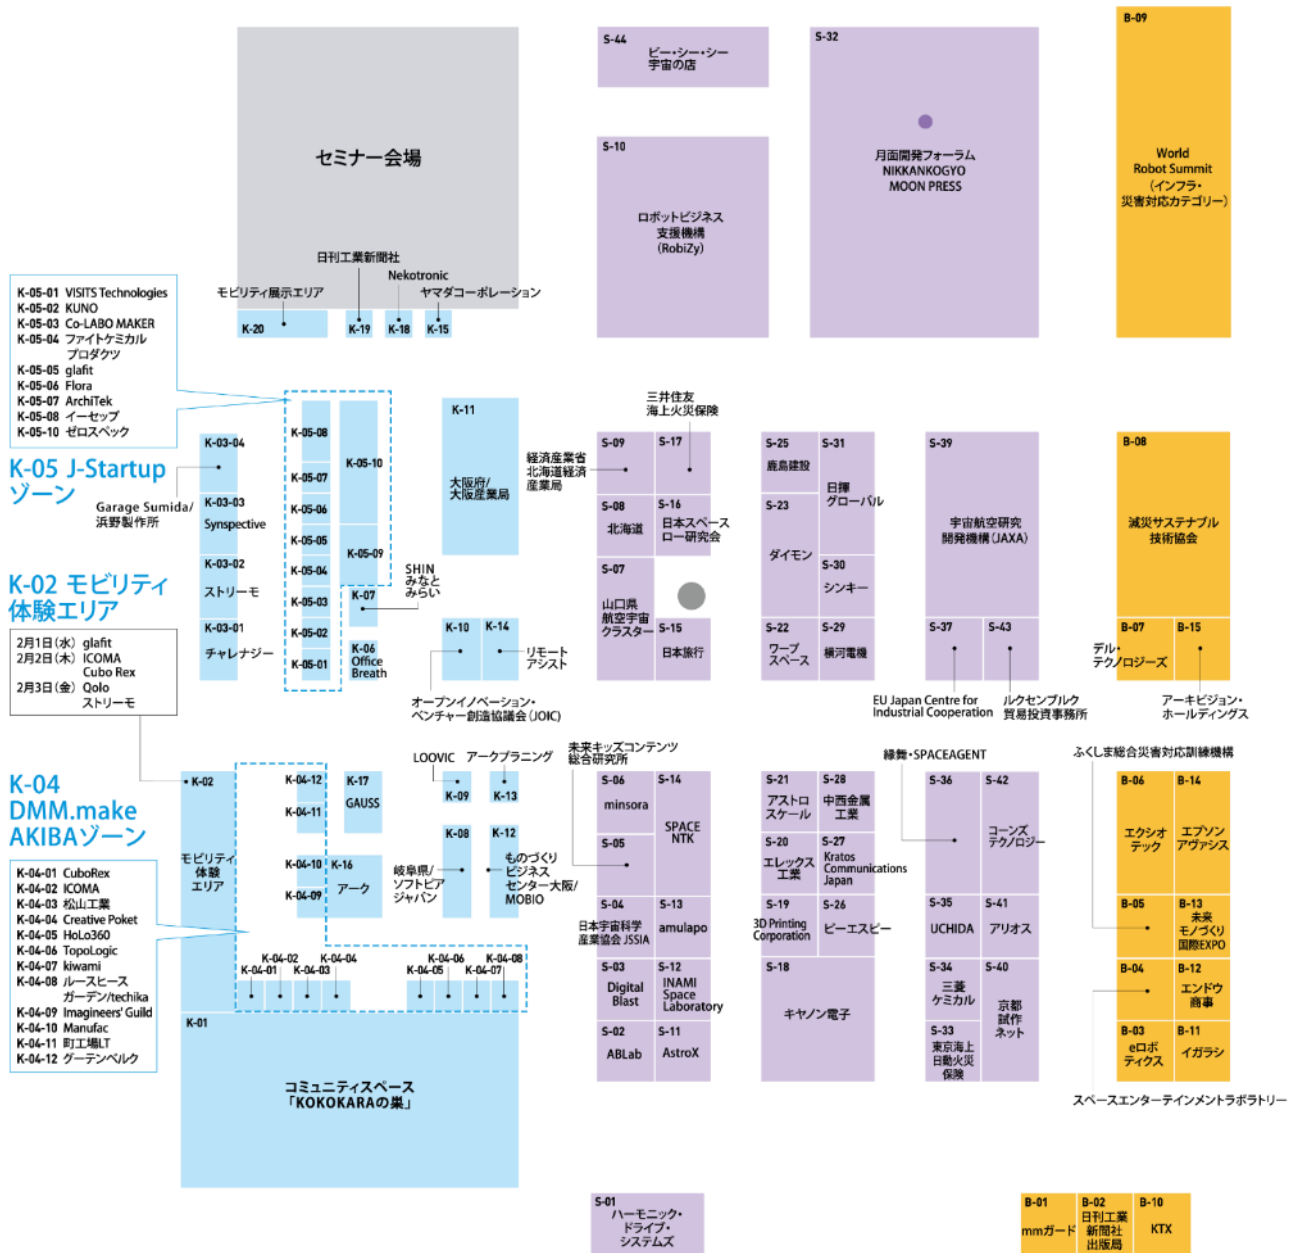 S-44
ビー・シー・シー
宇宙の店
S-32
月面開発フォーラム
NIKKANKOGYO
MOON PRESS
B-09
World
Robot Summit
(インフラ・
災害対応カテゴリー)
セミナー会場
S-10
ロボットビジネス
支援機構
(RobiZy)
日刊工業新聞社
Nekotronic
モビリティ展示エリア
ヤマダコーポレーション
K-20
K-19
K-18
K-15
K-05-01 VISITS Technologies
K-05-02 KUNO
K-05-03 Co-LABO MAKER
K-05-04 ファイトケミカル
プロダクツ
K-05-05 glafit
K-05-06 Flora
K-05-07 ArchiTek
K-05-08 イーセップ
K-05-10 ゼロスペック
K-05 J-Startup
ゾーン
K-03-04
Garage Sumida/
浜野製作所
K-03-03
Synspective
K-03-02
ストリーモ
K-03-01
チャレナジー
K-05-08
K-05-07
K-05-06
K-05-05
K-05-04
K-05-03
K-05-02
K-05-01
K-05-10
K-05-09
K-07
SHIN
みなと
みらい
K-06
Office
Breath
K-11
大阪府/
大阪産業局
K-10
K-14
リモート
アシスト
オープンイノベーション・
ベンチャー創造協議会(JOIC)
三井住友
海上火災保険
経済産業省
北海道経済
産業局
S-09
S-17
S-08
北海道
S-16
日本スペース
ロー研究会
S-07
山口県
航空宇宙
クラスター
S-15
日本旅行
S-25
鹿島建設
S-31
日揮
グローバル
S-23
ダイモン
S-30
シンキー
S-22
ワープ
スペース
S-29
横河電機
S-39
宇宙航空研究
開発機構(JAXA)
S-37
S-43
EU Japan Centre for
Industrial Cooperation
ルクセンブルク
貿易投資事務所
B-08
減災サステナブル
技術協会
B-07
デル・
テクノロジーズ
B-15
アーキビジョン・
ホールディングス
K-02 モビリティ
体験エリア
2月1日(水) glafit
2月2日(木) ICOMA
Cubo Rex
2月3日(金) Qolo
ストリーモ
K-04
DMM.make
AKIBAゾーン
K-04-01 CuboRex
K-04-02 ICOMA
K-04-03 松山工業
K-04-04 Creative Poket
K-04-05 HoLo360
K-04-06 TopoLogic
K-04-07 kiwami
K-04-08 ルースヒース
ガーデン/techika
K-04-09 Imagineers' Guild
K-04-10 Manufac
K-04-11 町工場LT
K-04-12 グーテンベルク
K-02
モビリティ
体験
エリア
K-04-12
K-04-11
K-04-10
K-04-09
K-17
GAUSS
K-16
アーク
K-04-01
K-04-02
K-04-03
K-04-04
K-04-05
K-04-06
K-04-07
K-04-08
K-01
コミュニティスペース
「KOKOKARAの巣」
LOOVIC
K-09
アークプラニング
K-13
K-08
岐阜県/
ソフトピア
ジャパン
K-12
ものづくり
ビジネス
センター大阪/
MOBIO
未来キッズコンテンツ
総合研究所
S-06
minsora
S-14
SPACE
NTK
S-05
S-04
日本宇宙科学
産業協会 JSSIA
S-13
amulapo
S-03
Digital
Blast
S-12
INAMI
Space
Laboratory
S-02
ABLab
S-11
AstroX
S-21
アストロ
スケール
S-28
中西金属
工業
S-20
エレックス
工業
S-27
Kratos
Communications
Japan
S-19
3D Printing
Corporation
S-26
ビーエスピー
S-18
キヤノン電子
縁舞・SPACEAGENT
S-36
S-42
コーンズ
テクノロジー
S-35
UCHIDA
S-41
アリオス
S-34
三菱
ケミカル
S-40
京都
試作
ネット
S-33
東京海上
日動火災
保険
ふくしま総合災害対応訓練機構
B-06
エクシオ
テック
B-14
エプソン
アヴァシス
B-05
B-13
未来
モノづくり
国際EXPO
B-04
B-12
エンドウ
商事
B-03
eロボ
ティクス
B-11
イガラシ
スペースエンターテインメントラボラトリー
S-01
ハーモニック・
ドライブ・
システムズ
B-01
mmガード
B-02
日刊工業
新聞社
出版局
B-10
KTX